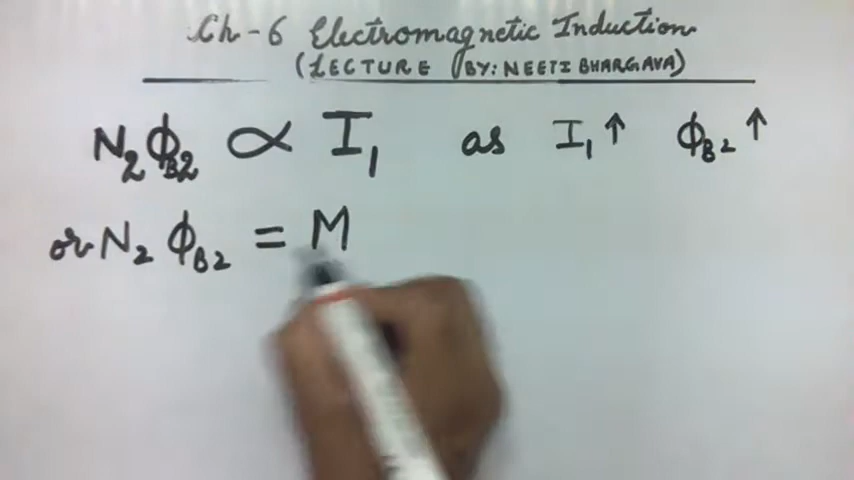 Ch-6 Electromagnetic Induction
(LECTURE BY: NEETI BHARGAVA)
N₂ϕB2 ∝ I₁ as I₁↑ ϕB2↑
or N₂ ϕB2 = M